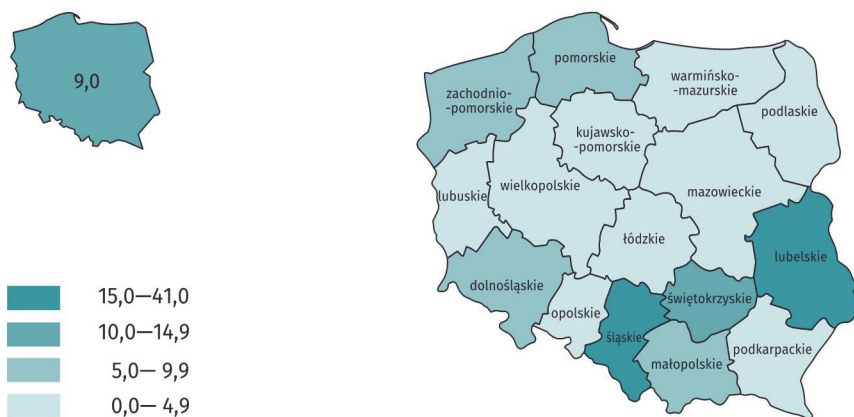 9,0
pomorskie
warmińsko-
-mazurskie
zachodnio-
-pomorskie
podlaskie
kujawsko-
-pomorskie
wielkopolskie
mazowieckie
lubuskie
łódzkie
lubelskie
dolnośląskie
opolskie
świętokrzyskie
śląskie
małopolskie
podkarpackie
15,0—41,0
10,0—14,9
5,0— 9,9
0,0— 4,9